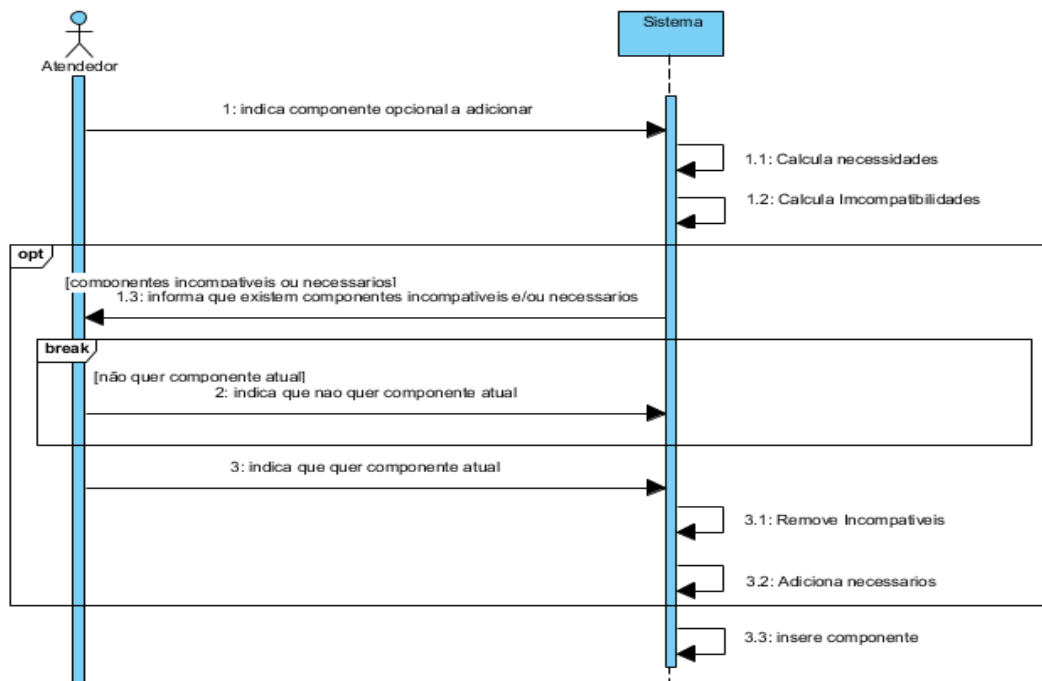 Sistema
Atendedor
1: indica componente opcional a adicionar
1.1: Calcula necessidades
1.2: Calcula Imcompatibilidades
opt
[componentes incompativeis ou necessarios]
1.3: informa que existem componentes incompativeis e/ou necessarios
break
[não quer componente atual]
2: indica que nao quer componente atual
3: indica que quer componente atual
3.1: Remove Incompativeis
3.2: Adiciona necessarios
3.3: insere componente